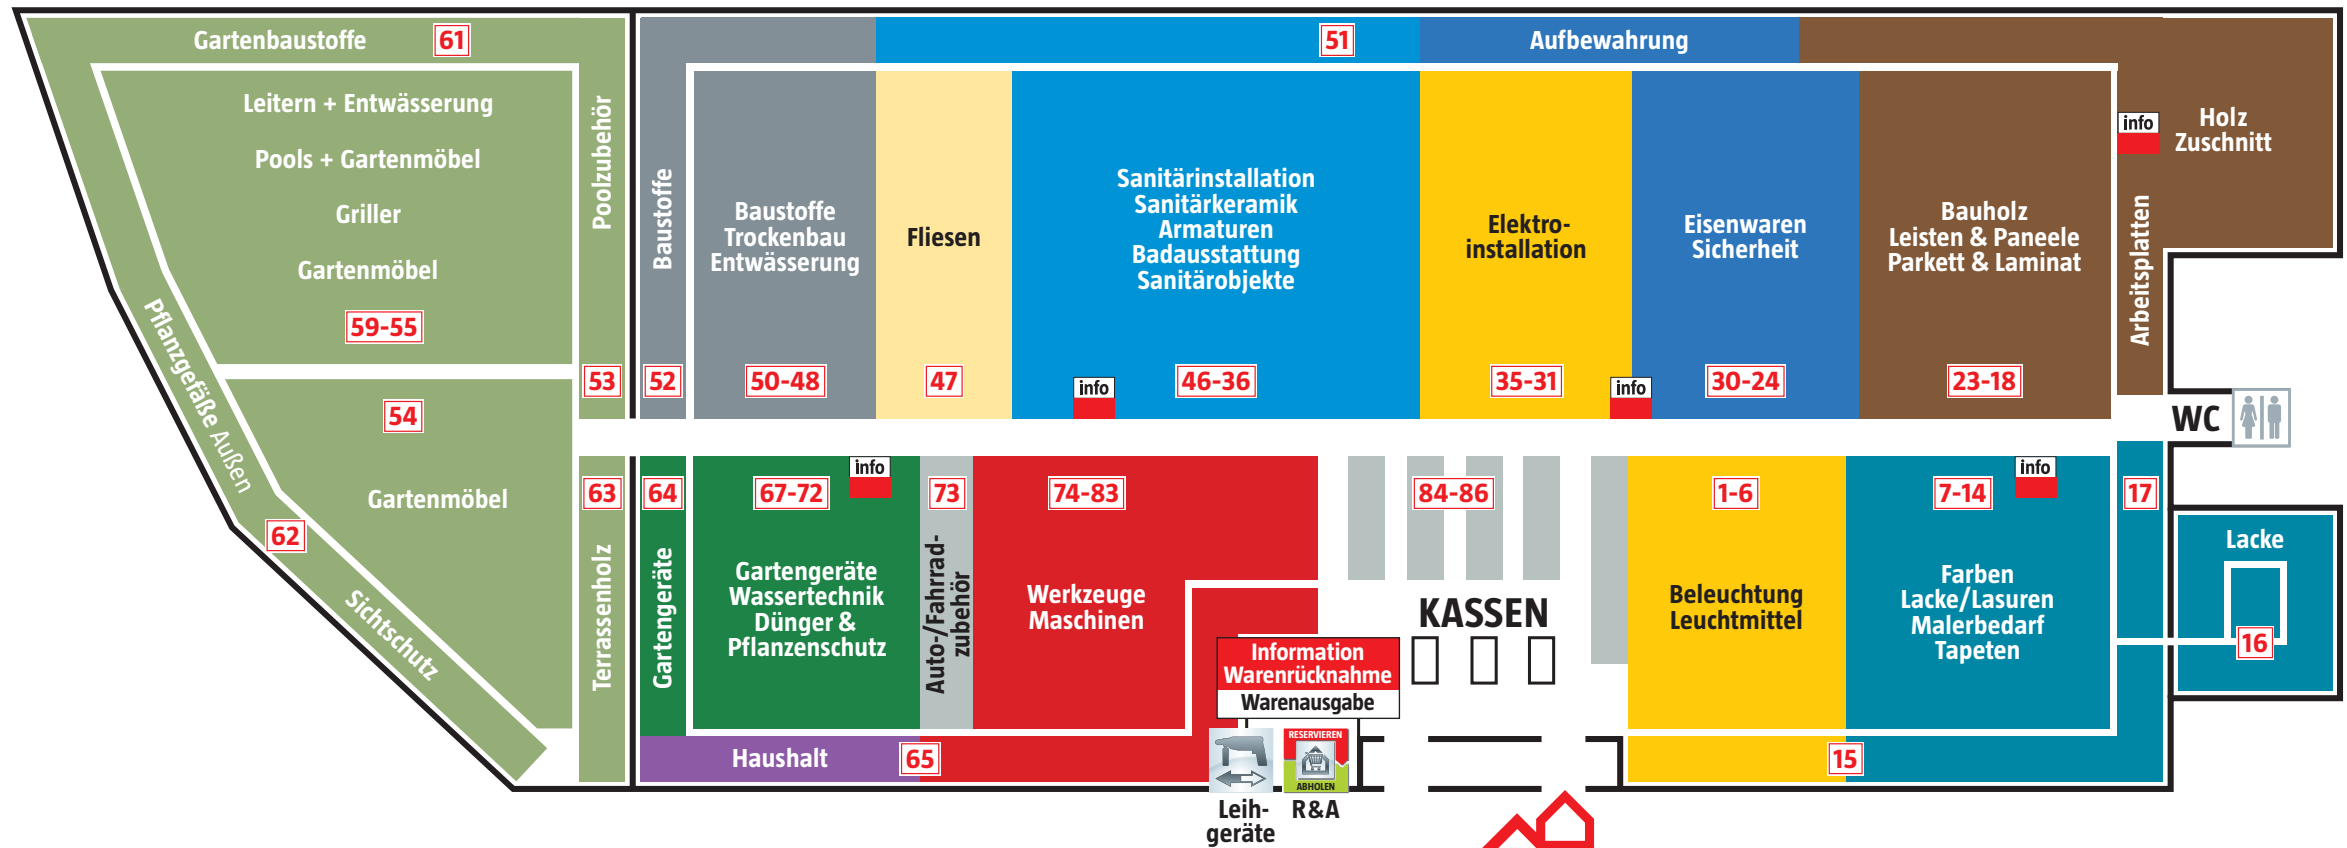 Gartenbaustoffe 61
51
Aufbewahrung
Leitern + Entwässerung
Pools + Gartenmöbel
Griller
Gartenmöbel
59-55
Poolzubehör
53
Baustoffe
52
Baustoffe
Trockenbau
Entwässerung
50-48
Fliesen
47
Sanitärinstallation
Sanitärkeramik
Armaturen
Badausstattung
Sanitärobjekte
info
46-36
Elektro-
installation
35-31
info
Eisenwaren
Sicherheit
30-24
Bauholz
Leisten & Paneele
Parkett & Laminat
23-18
info
Holz
Zuschnitt
Arbeitsplatten
WC
Pflanzgefäße Außen
62
Sichtschutz
54
Gartenmöbel
63
Terrassenholz
64
Gartengeräte
67-72
info
Gartengeräte
Wassertechnik
Dünger &
Pflanzenschutz
73
Auto-/Fahrrad-
zubehör
74-83
Werkzeuge
Maschinen
84-86
KASSEN
Information
Warenrücknahme
Warenausgabe
1-6
Beleuchtung
Leuchtmittel
7-14
info
Farben
Lacke/Lasuren
Malerbedarf
Tapeten
17
Lacke
16
Haushalt
65
15
RESERVIEREN
ABHOLEN
Leih-
geräte
R&A